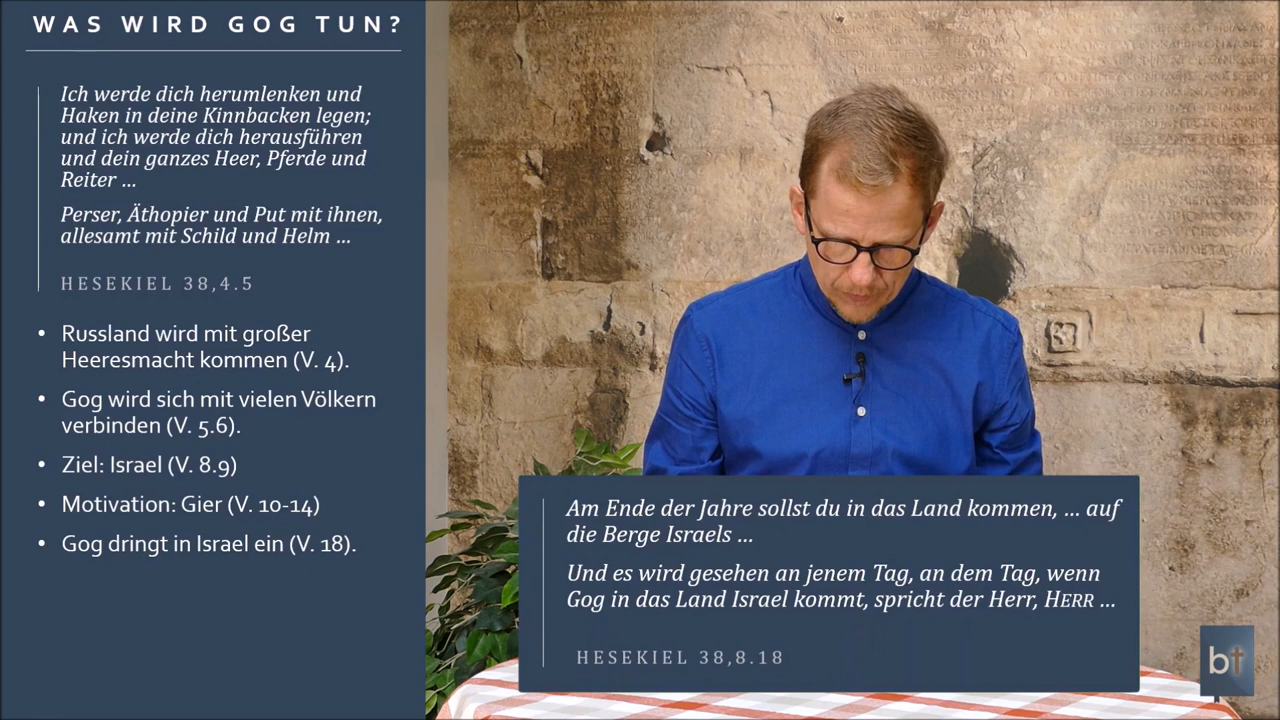 WAS WIRD GOG TUN?
Ich werde dich herumlenken und
Haken in deine Kinnbacken legen;
und ich werde dich herausführen
und dein ganzes Heer, Pferde und
Reiter ...
Perser, Äthopier und Put mit ihnen,
allesamt mit Schild und Helm ...
HESEKIEL 38,4.5
• Russland wird mit großer
Heeresmacht kommen (V. 4).
• Gog wird sich mit vielen Völkern
verbinden (V. 5.6).
• Ziel: Israel (V. 8.9)
• Motivation: Gier (V. 10-14)
• Gog dringt in Israel ein (V. 18).
Am Ende der Jahre sollst du in das Land kommen, ... auf
die Berge Israels ...
Und es wird gesehen an jenem Tag, an dem Tag, wenn
Gog in das Land Israel kommt, spricht der Herr, HERR ...
HESEKIEL 38,8.18
bt